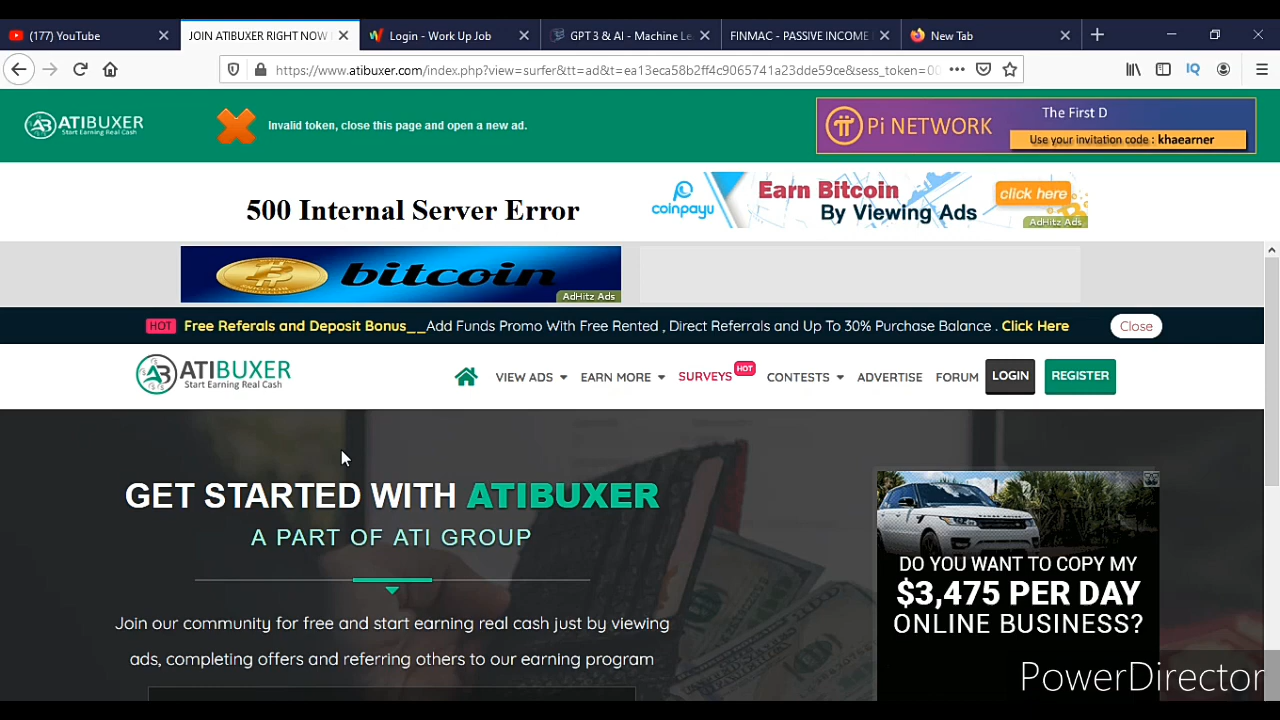 (177) YouTube
JOIN ATIBUXER RIGHT NOW
Login - Work Up Job
GPT 3 & AI - Machine Le
FINMAC - PASSIVE INCOME
New Tab
https://www.atibuxer.com/index.php?view=surfer&tt=ad&t=ea13eca58b2ff4c9065741a23dde59ce&sess_token=00
IQ
ATIBUXER
Start Earning Real Cash
Invalid token, close this page and open a new ad.
Pi NETWORK
The First D
Use your invitation code : khaearner
500 Internal Server Error
coinpayu
Earn Bitcoin
By Viewing Ads
click here
AdHitz Ads
bitcoin
AdHitz Ads
HOT Free Referals and Deposit Bonus__Add Funds Promo With Free Rented , Direct Referrals and Up To 30% Purchase Balance . Click Here
Close
ATIBUXER
Start Earning Real Cash
VIEW ADS
EARN MORE
SURVEYS HOT
CONTESTS
ADVERTISE
FORUM
LOGIN
REGISTER
GET STARTED WITH ATIBUXER
A PART OF ATI GROUP
Join our community for free and start earning real cash just by viewing
ads, completing offers and referring others to our earning program
DO YOU WANT TO COPY MY
$3,475 PER DAY
ONLINE BUSINESS?
PowerDirector